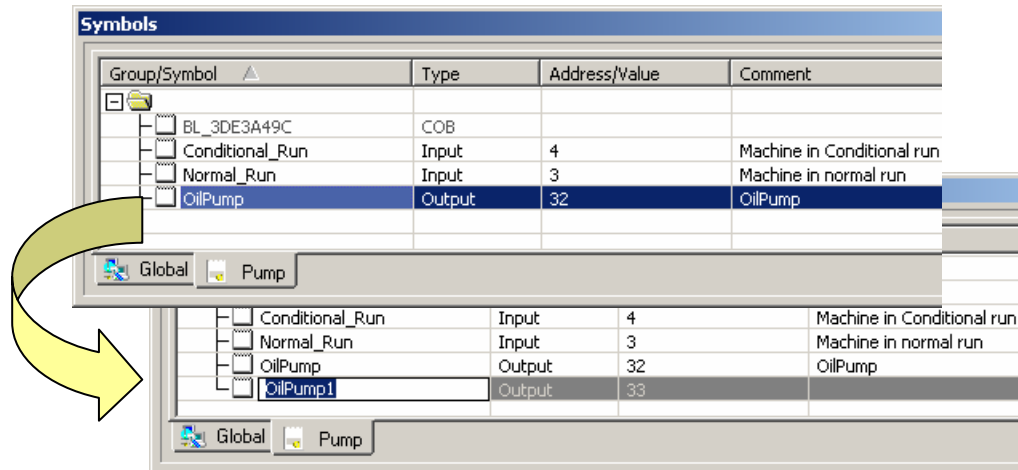 Symbols
Group/Symbol Type Address/Value Comment
BL_3DE3A49C COB
Conditional_Run Input 4 Machine in Conditional run
Normal_Run Input 3 Machine in normal run
OilPump Output 32 OilPump
Global Pump
Conditional_Run Input 4 Machine in Conditional run
Normal_Run Input 3 Machine in normal run
OilPump Output 32 OilPump
OilPump1 Output 33
Global Pump